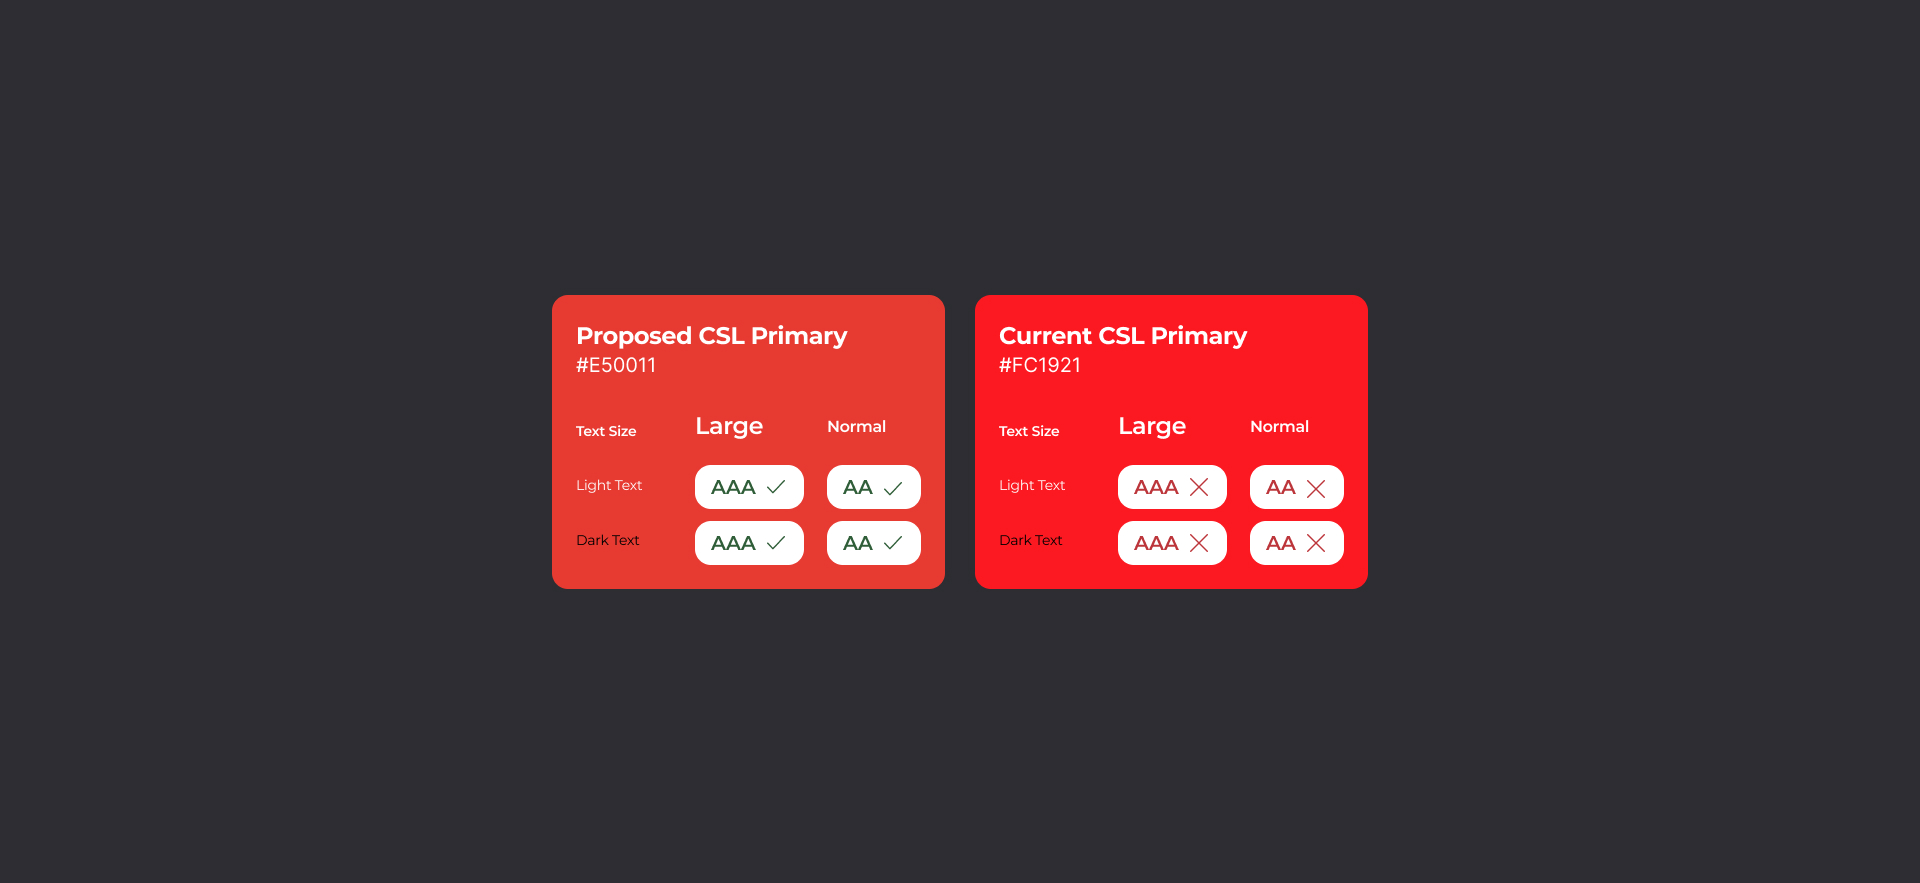 Proposed CSL Primary
#E50011
Text Size Large Normal
Light Text AAA AA
Dark Text AAA AA
Current CSL Primary
#FC1921
Text Size Large Normal
Light Text AAA AA
Dark Text AAA AA